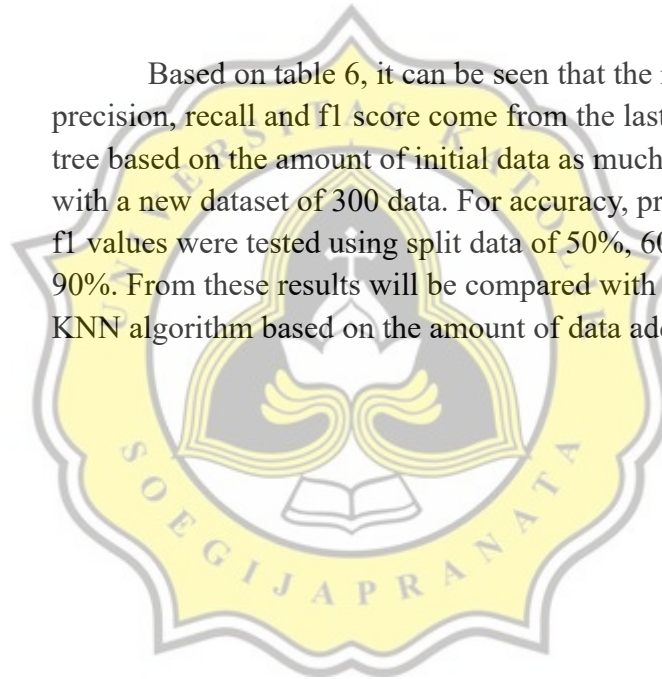 Based on table 6, it can be seen that the
precision, recall and f1 score come from the last
tree based on the amount of initial data as much
with a new dataset of 300 data. For accuracy,
f1 values were tested using split data of 50%,
90%. From these results will be compared with
KNN algorithm based on the amount of data
UNIVERSITAS KATOLIK
SOEGIJAPRANATA